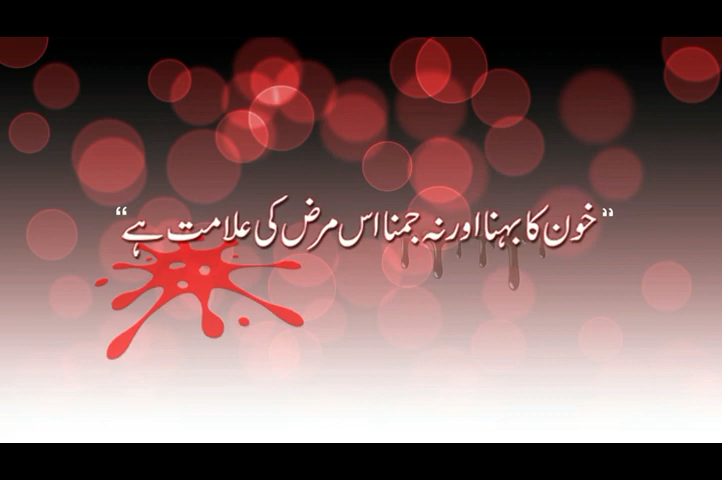 ”خون کا بہنا اور نہ جمنا اس مرض کی علامت ہے“